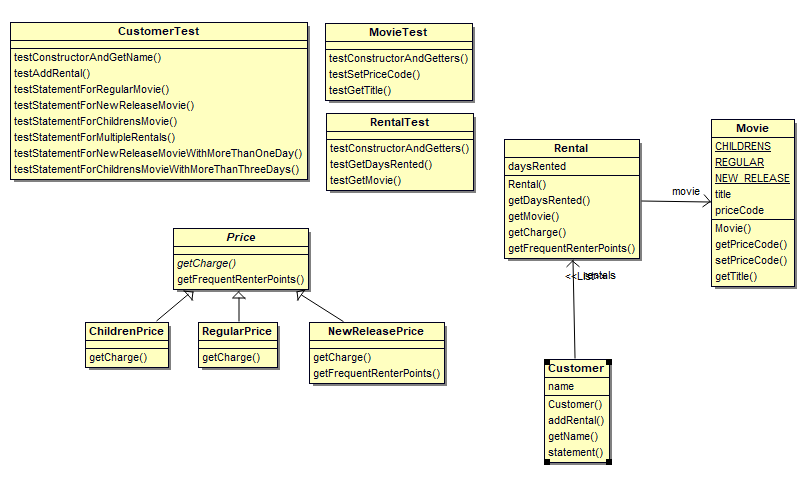 CustomerTest
testConstructorAndGetName()
testAddRental()
testStatementForRegularMovie()
testStatementForNewReleaseMovie()
testStatementForChildrensMovie()
testStatementForMultipleRentals()
testStatementForNewReleaseMovieWithMoreThanOneDay()
testStatementForChildrensMovieWithMoreThanThreeDays()
MovieTest
testConstructorAndGetters()
testSetPriceCode()
testGetTitle()
RentalTest
testConstructorAndGetters()
testGetDaysRented()
testGetMovie()
Rental
daysRented
Rental()
getDaysRented()
getMovie()
getCharge()
getFrequentRenterPoints()
movie
Movie
CHILDRENS
REGULAR
NEW_RELEASE
title
priceCode
Movie()
getPriceCode()
setPriceCode()
getTitle()
Price
getCharge()
getFrequentRenterPoints()
ChildrenPrice
getCharge()
RegularPrice
getCharge()
NewReleasePrice
getCharge()
getFrequentRenterPoints()
<<List>>
rentals
Customer
name
Customer()
addRental()
getName()
statement()